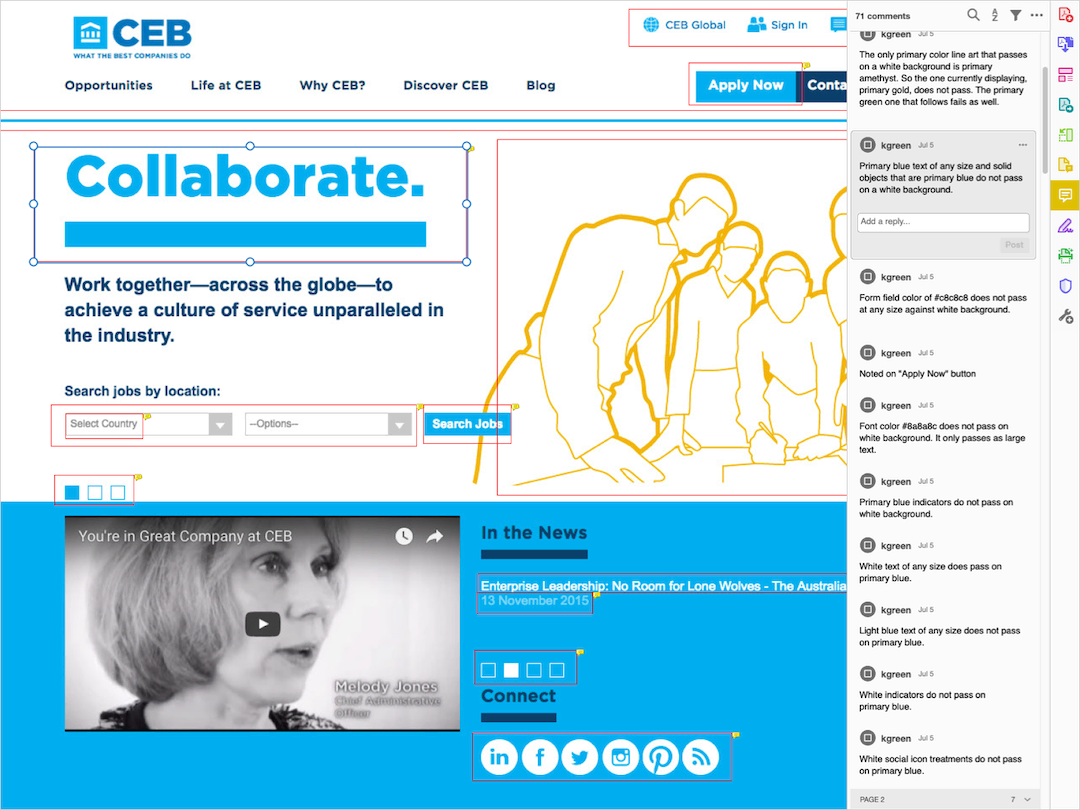 CEB
WHAT THE BEST COMPANIES DO
CEB Global
Sign In
Opportunities
Life at CEB
Why CEB?
Discover CEB
Blog
Apply Now
Conta
Collaborate.
Work together—across the globe—to
achieve a culture of service unparalleled in
the industry.
Search jobs by location:
Select Country
--Options--
Search Jobs
You're in Great Company at CEB
Melody Jones
Chief Administrative
Officer
In the News
Enterprise Leadership: No Room for Lone Wolves - The Australia
13 November 2015
Connect
71 comments
kgreen Jul 5
The only primary color line art that passes
on a white background is primary
amethyst. So the one currently displaying,
primary gold, does not pass. The primary
green one that follows fails as well.
kgreen Jul 5
Primary blue text of any size and solid
objects that are primary blue do not pass
on a white background.
Add a reply...
Post
kgreen Jul 5
Form field color of #c8c8c8 does not pass
at any size against white background.
kgreen Jul 5
Noted on "Apply Now" button
kgreen Jul 5
Font color #8a8a8c does not pass on
white background. It only passes as large
text.
kgreen Jul 5
Primary blue indicators do not pass on
white background.
kgreen Jul 5
White text of any size does pass on
primary blue.
kgreen Jul 5
Light blue text of any size does not pass
on primary blue.
kgreen Jul 5
White indicators do not pass on
primary blue.
kgreen Jul 5
White social icon treatments do not pass
on primary blue.
PAGE 2
7